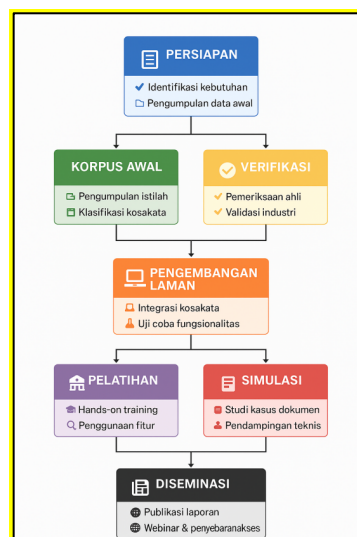 PERSIAPAN
Identifikasi kebutuhan
Pengumpulan data awal
KORPUS AWAL
Pengumpulan istilah
Klasifikasi kosakata
VERIFIKASI
Pemeriksaan ahli
Validasi industri
PENGEMBANGAN
LAMAN
Integrasi kosakata
Uji coba fungsionalitas
PELATIHAN
Hands-on training
Penggunaan fitur
SIMULASI
Studi kasus dokumen
Pendampingan teknis
DISEMINASI
Publikasi laporan
Webinar & penyebaranakses